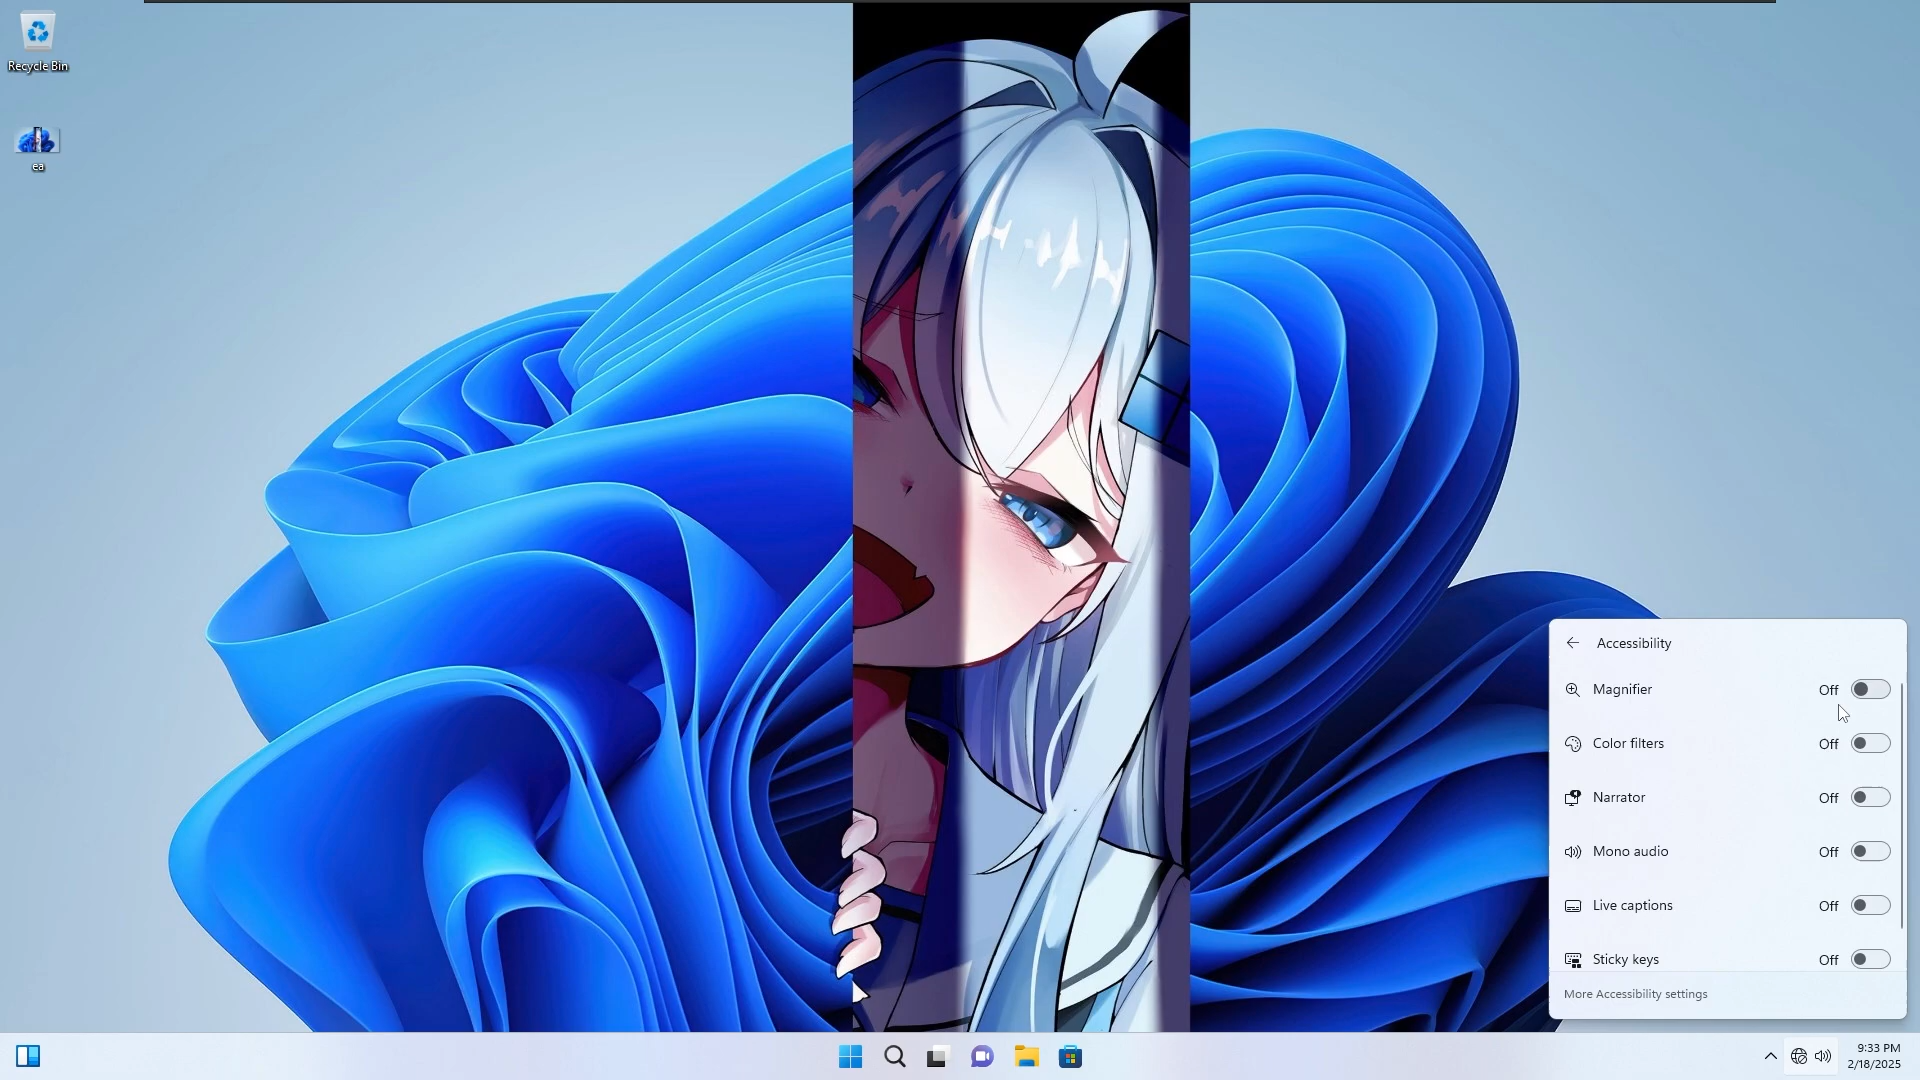 Recycle Bin
ea
Accessibility
Magnifier Off
Color filters Off
Narrator Off
Mono audio Off
Live captions Off
Sticky keys Off
More Accessibility settings
9:33 PM
2/18/2025